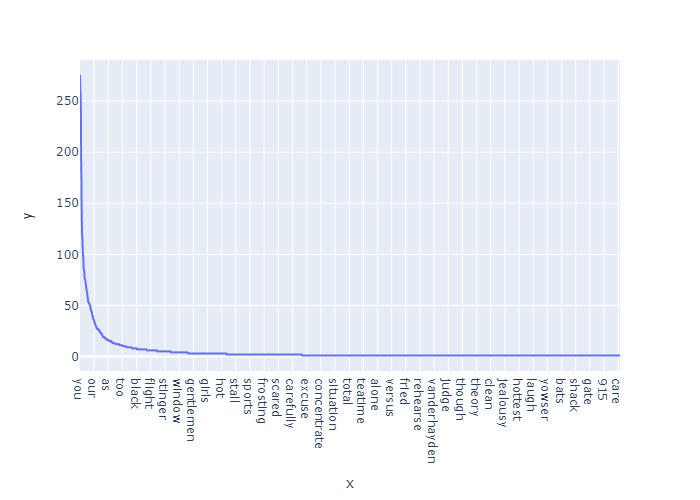 250
200
150
100
50
0
y
you
our
as
too
black
flight
stinger
window
gentlemen
girls
hot
stall
sports
frosting
scared
carefully
excuse
concentrate
situation
total
teatime
alone
versus
fried
rehearse
vanderhayden
judge
though
theory
clean
jealousy
hottest
laugh
yowser
bats
shack
gate
915
care
x